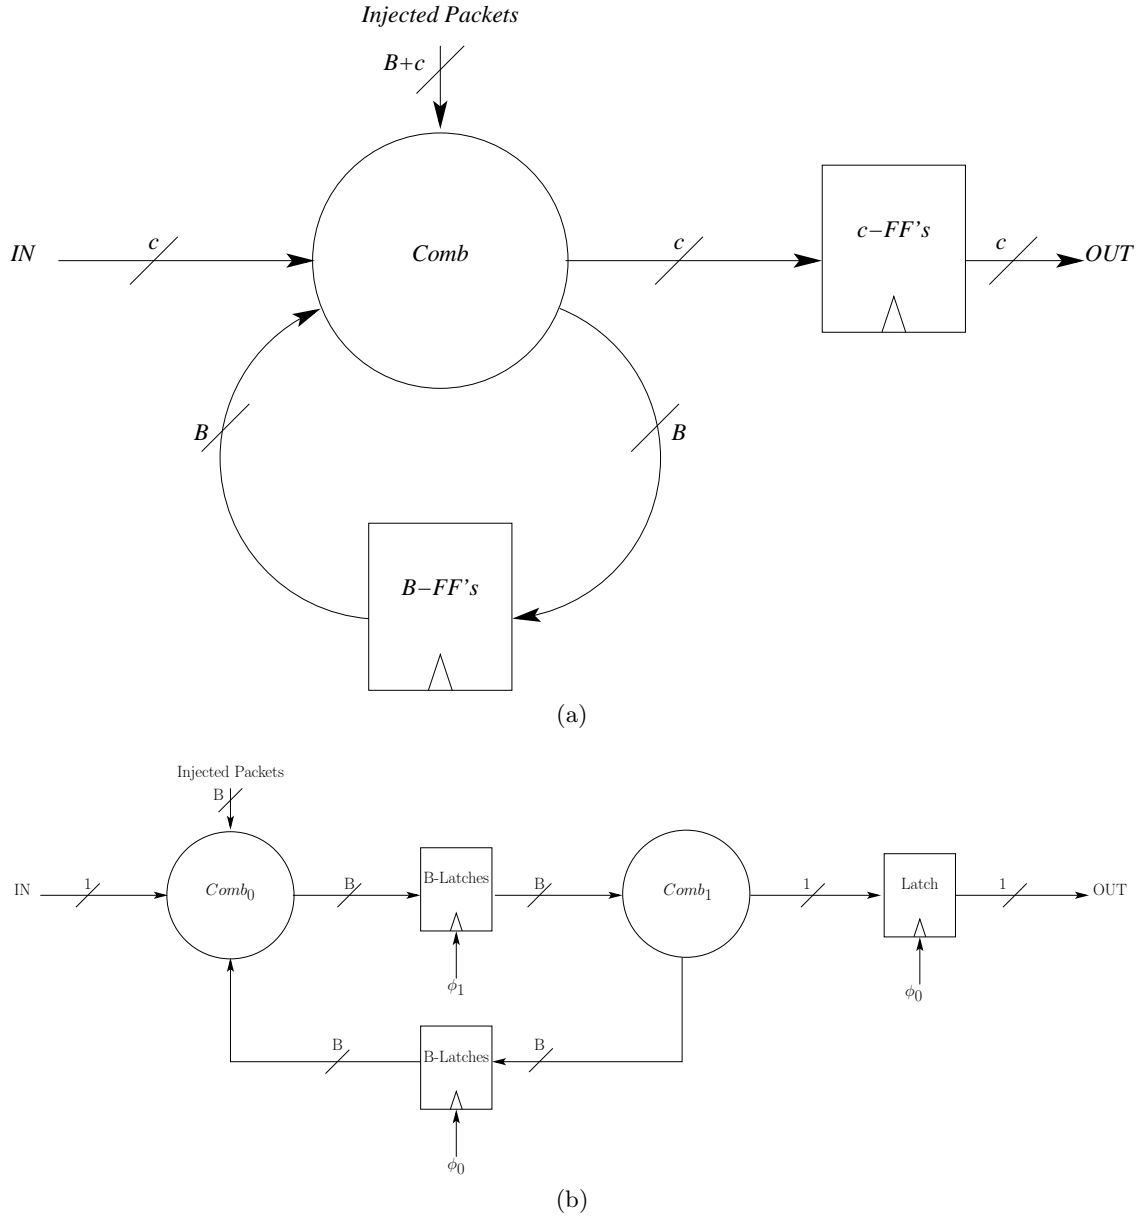 Injected Packets
B+c
IN
c
Comb
c
c−FF's
c
OUT
B
B
B−FF's
(a)
Injected Packets
B
IN
1
Comb0
B
B-Latches
B
Comb1
1
Latch
1
OUT
ϕ1
ϕ0
B
B-Latches
B
ϕ0
(b)